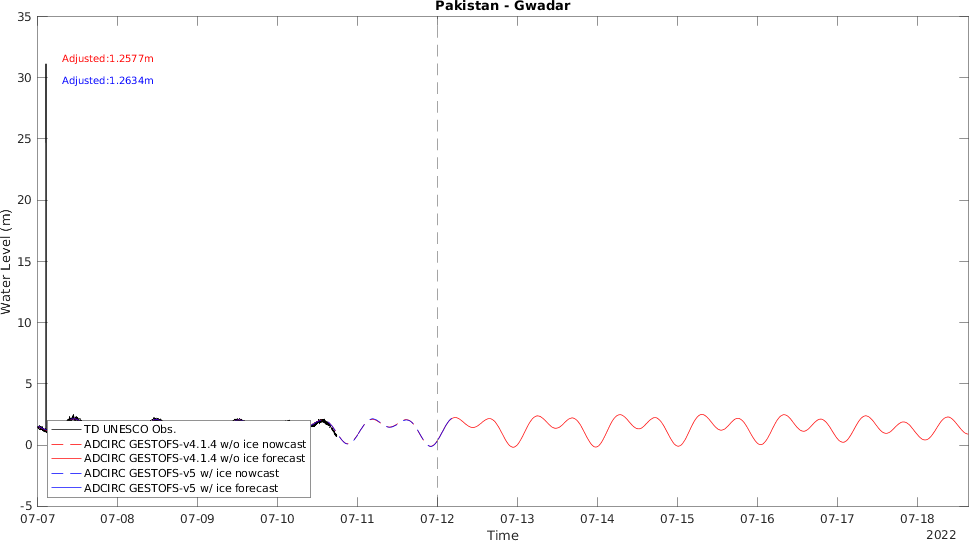 Pakistan - Gwadar
35
30
25
20
15
10
5
0
-5
Water Level (m)
Adjusted:1.2577m
Adjusted:1.2634m
TD UNESCO Obs.
ADCIRC GESTOFS-v4.1.4 w/o ice nowcast
ADCIRC GESTOFS-v4.1.4 w/o ice forecast
ADCIRC GESTOFS-v5 w/ ice nowcast
ADCIRC GESTOFS-v5 w/ ice forecast
07-07 07-08 07-09 07-10 07-11 07-12 07-13 07-14 07-15 07-16 07-17 07-18
Time
2022